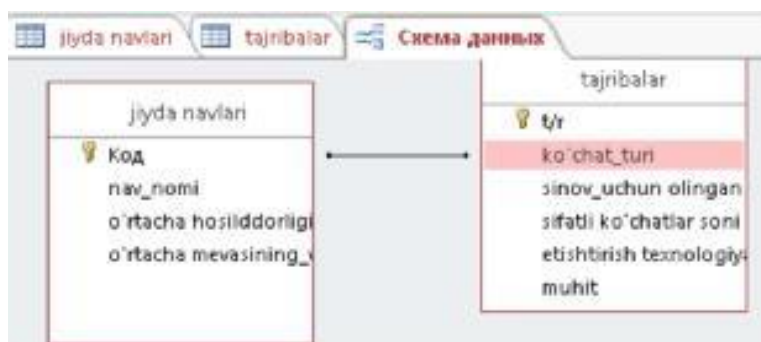 jiyda navlari tajribalar Схема данных
jiyda navlari
Код
nav_nomi
o`rtacha hosilddorligi
o`rtacha mevasining_
tajribalar
t/r
ko`chat_turi
sinov_uchun olingan
sifatli ko`chatlar soni
etishtirish texnologiya
muhit